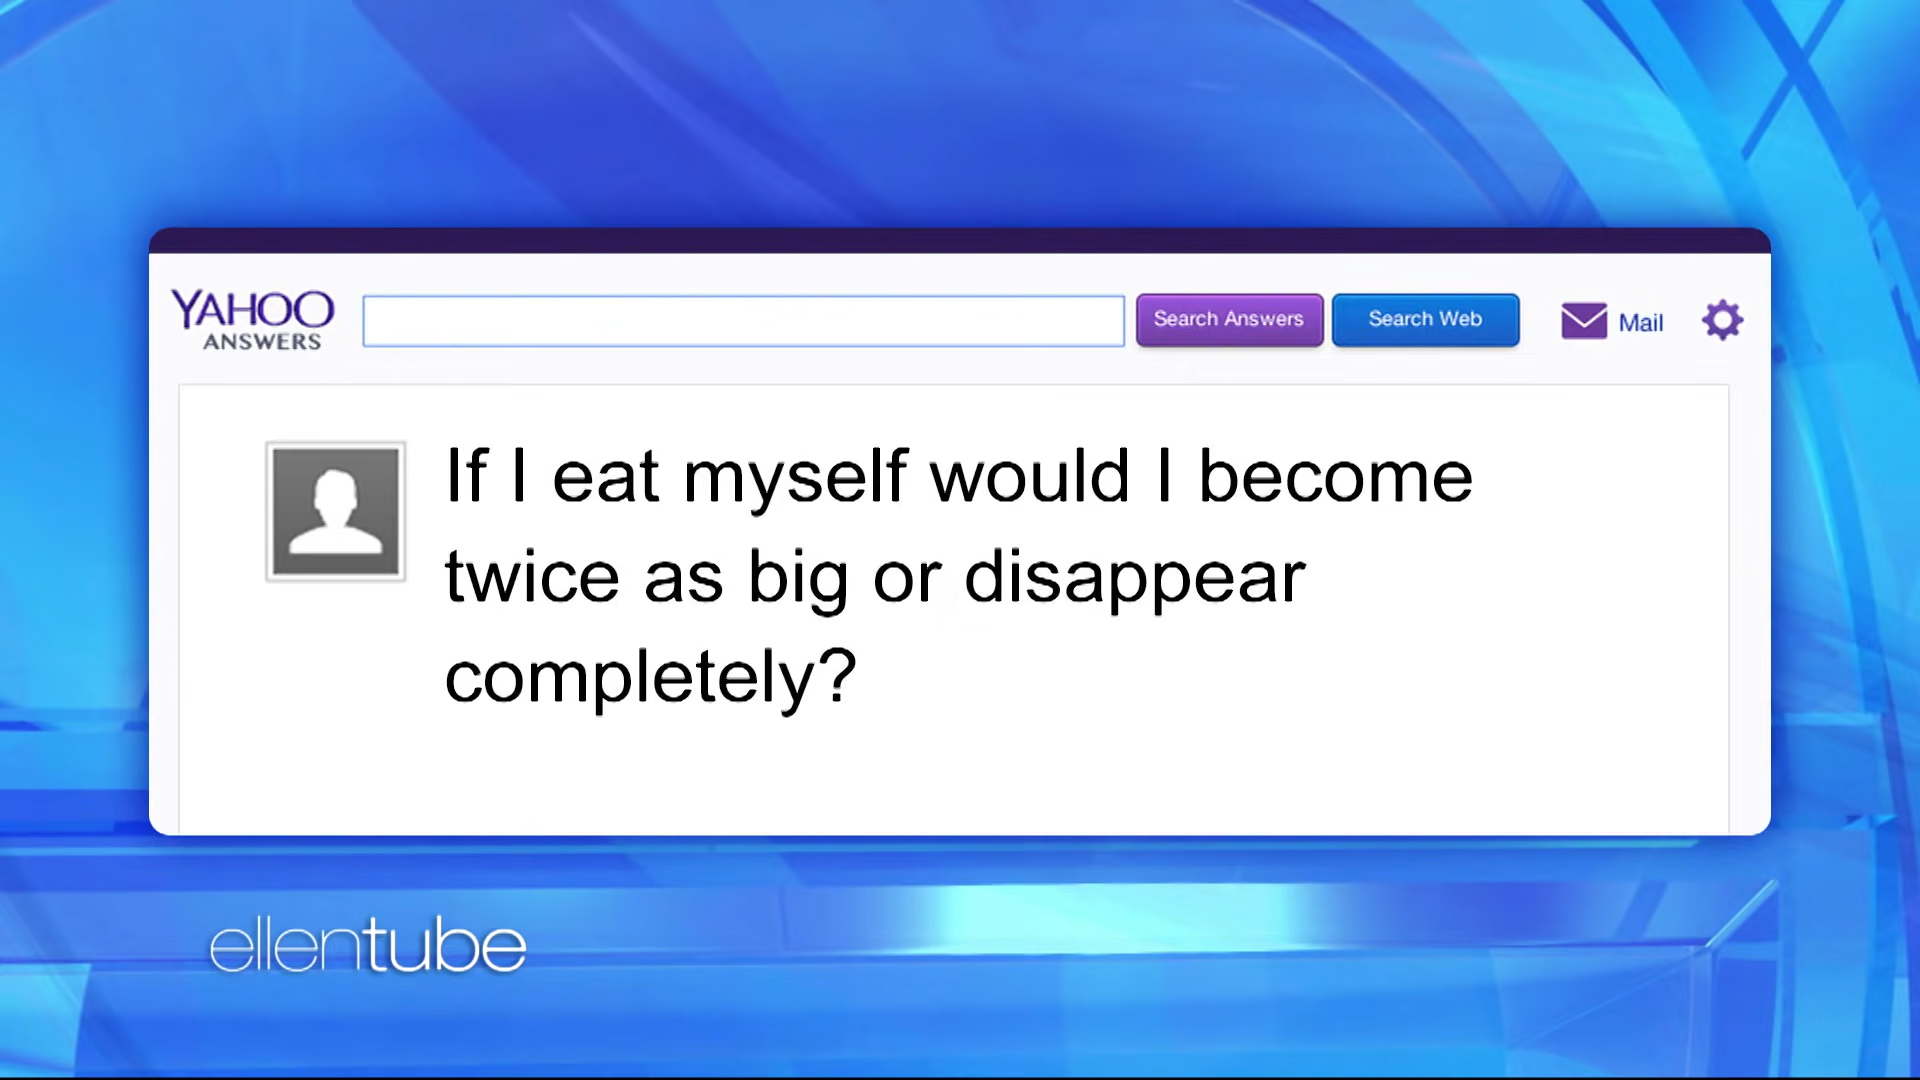 YAHOO
ANSWERS
Search Answers
Search Web
Mail
If I eat myself would I become
twice as big or disappear
completely?
ellentube